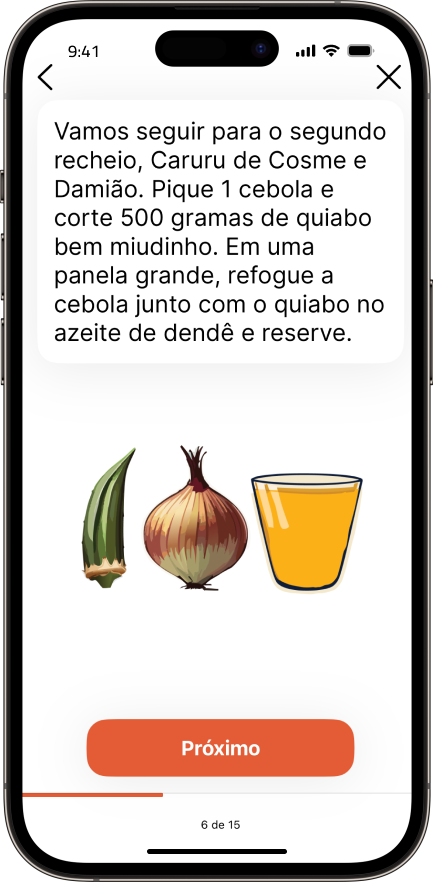 9:41
Vamos seguir para o segundo
recheio, Caruru de Cosme e
Damião. Pique 1 cebola e
corte 500 gramas de quiabo
bem miudinho. Em uma
panela grande, refogue a
cebola junto com o quiabo no
azeite de dendê e reserve.
Próximo
6 de 15